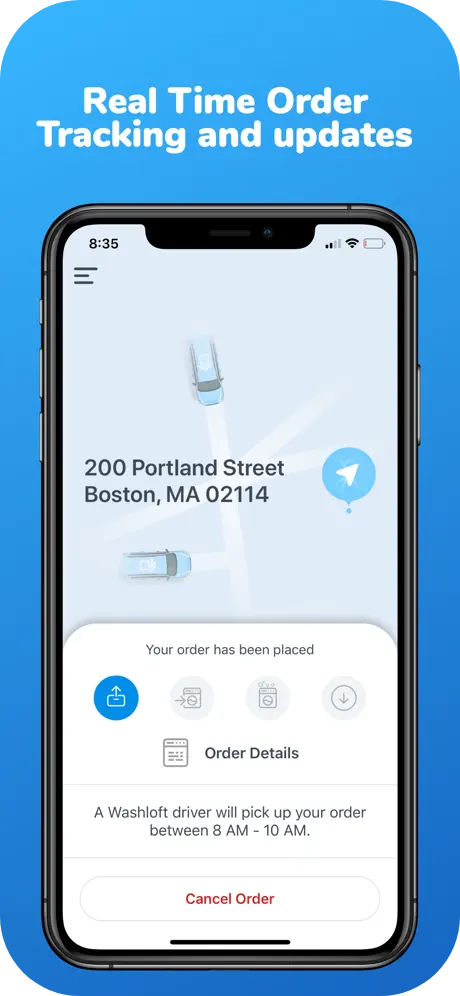 Real Time Order
Tracking and updates
8:35
200 Portland Street
Boston, MA 02114
Your order has been placed
Order Details
A Washloft driver will pick up your order
between 8 AM - 10 AM.
Cancel Order